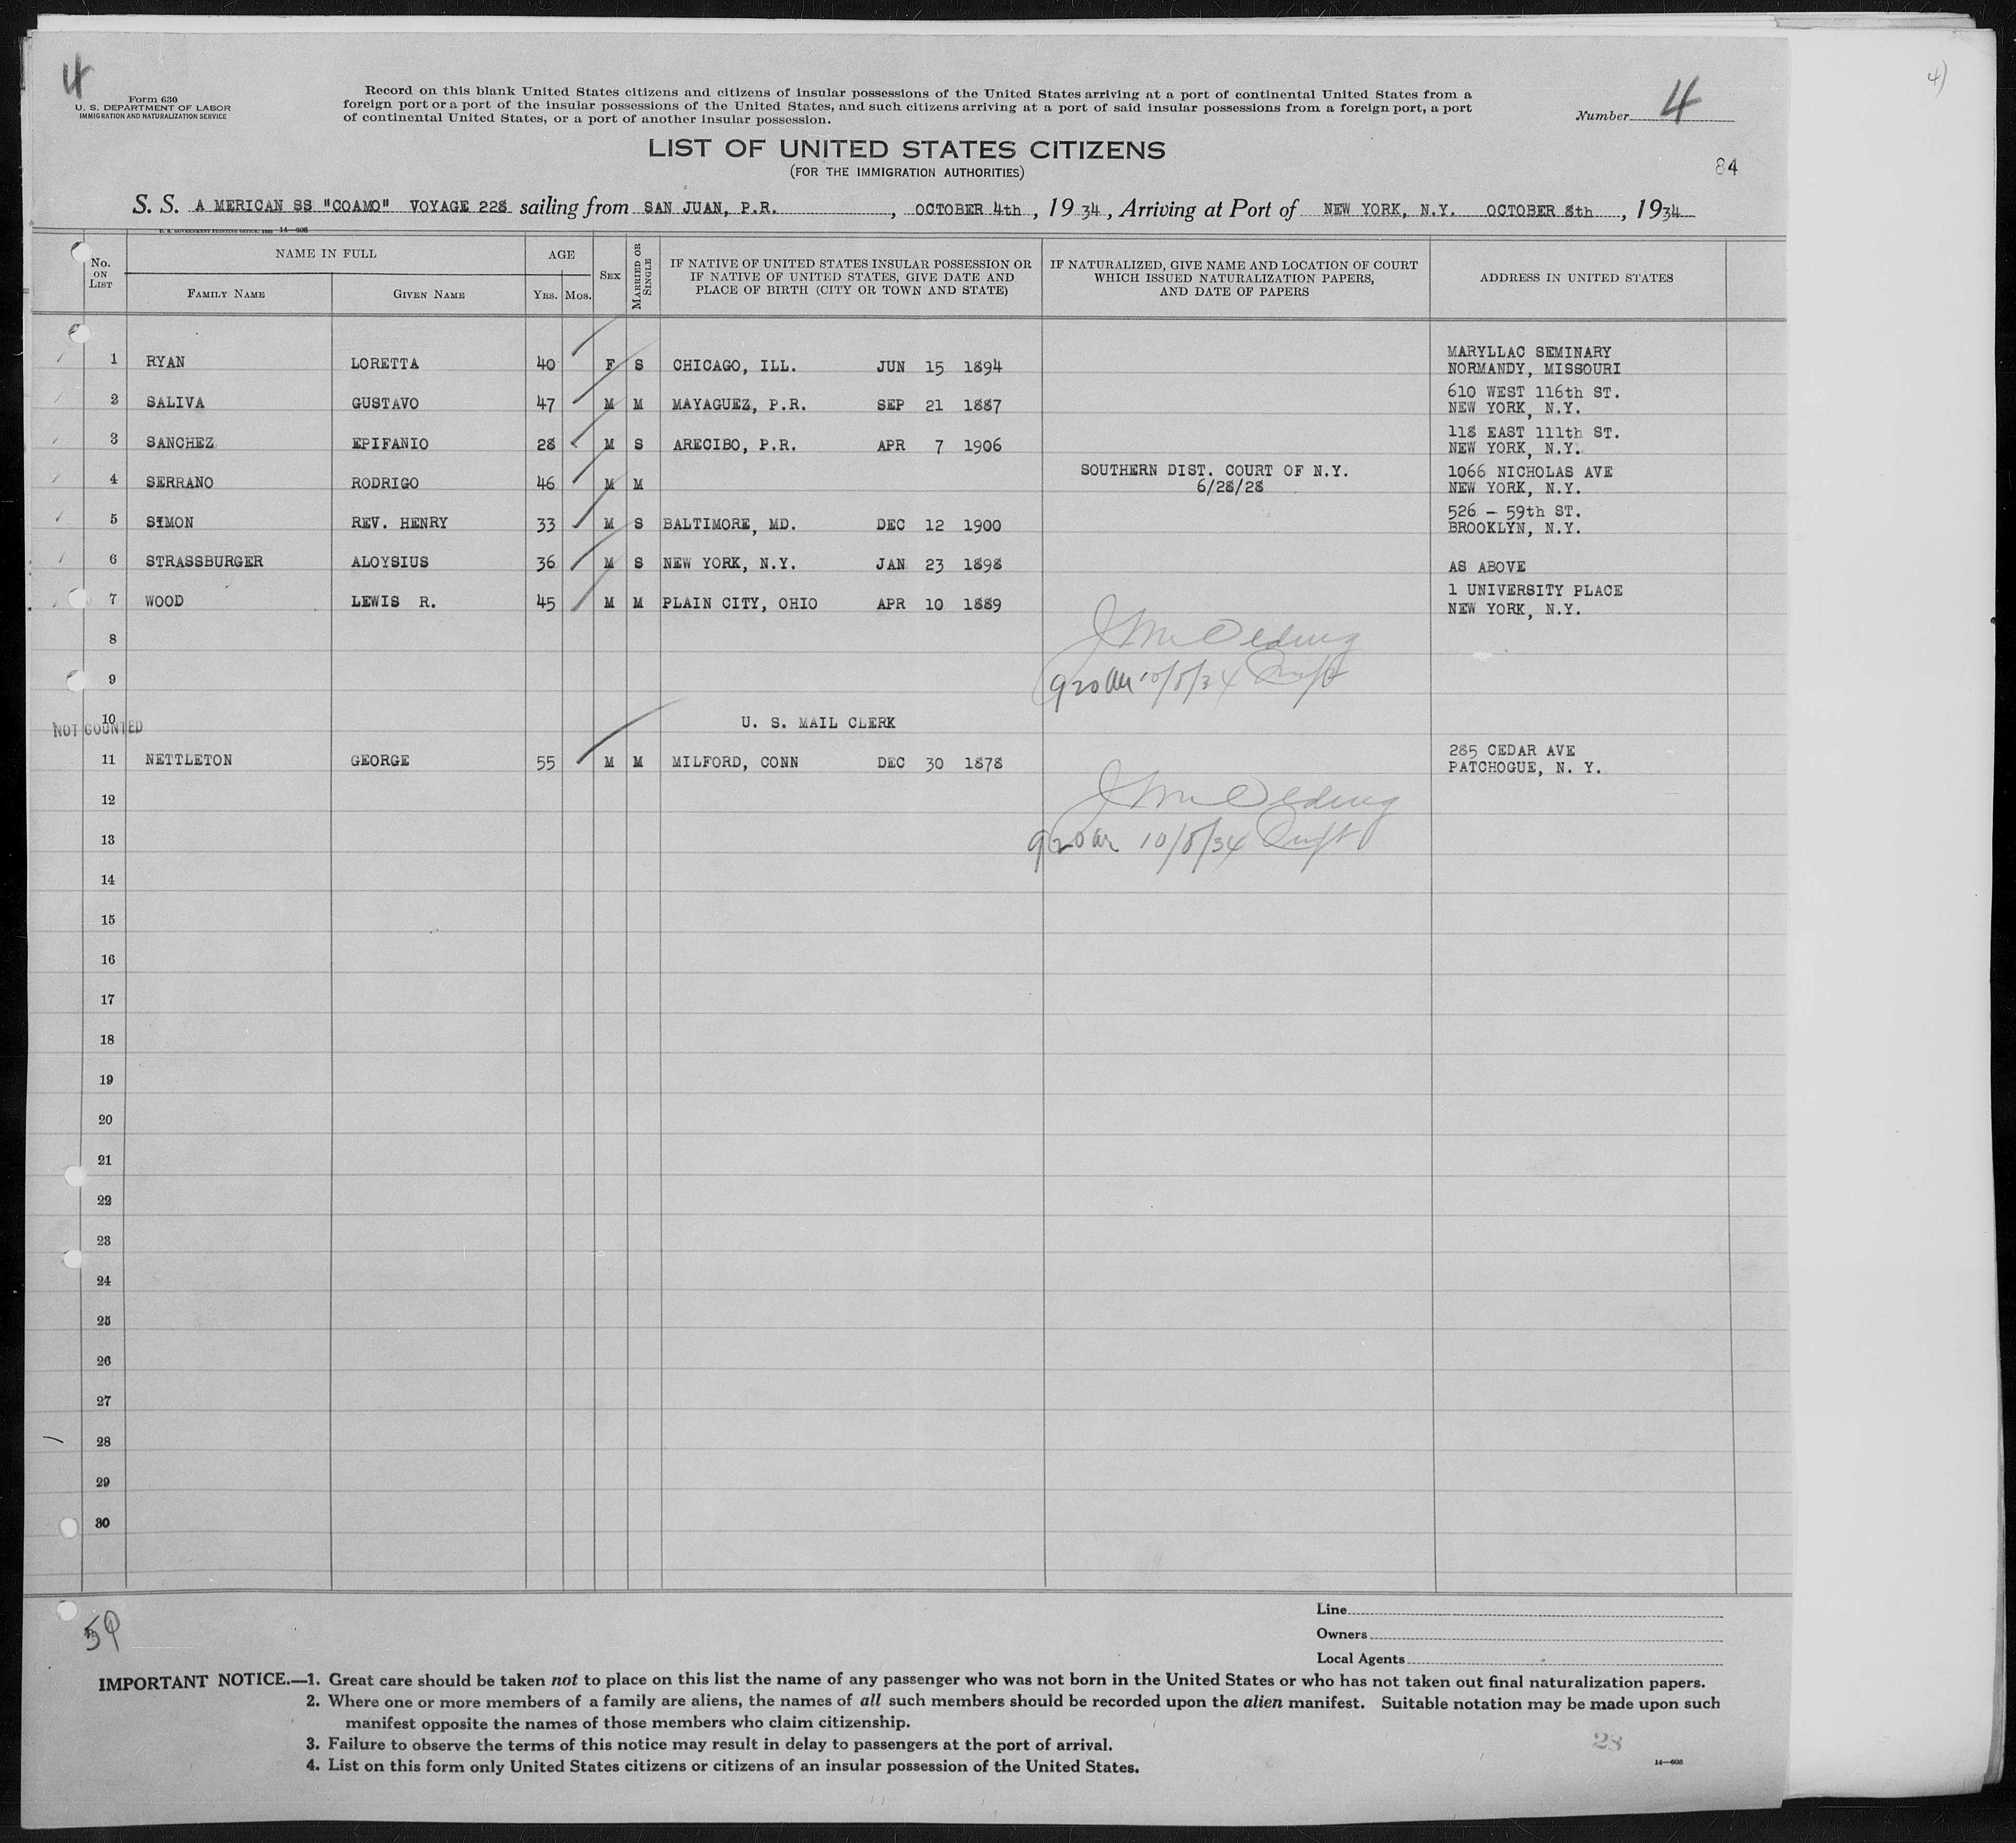 4
4)
Form 630
U. S. DEPARTMENT OF LABOR
IMMIGRATION AND NATURALIZATION SERVICE
Record on this blank United States citizens and citizens of insular possessions of the United States arriving at a port of continental United States from a
foreign port or a port of the insular possessions of the United States, and such citizens arriving at a port of said insular possessions from a foreign port, a port
of continental United States, or a port of another insular possession.
Number 4
LIST OF UNITED STATES CITIZENS
(FOR THE IMMIGRATION AUTHORITIES)
84
S. S. A MERICAN SS "COAMO" VOYAGE 228 sailing from SAN JUAN, P.R. , OCTOBER 4th , 19 34 , Arriving at Port of NEW YORK, N.Y. OCTOBER 8th , 19 34
U. S. GOVERNMENT PRINTING OFFICE: 1933 14—608
No. ON LIST
NAME IN FULL
FAMILY NAME GIVEN NAME
AGE
YRS. MOS.
SEX
MARRIED OR SINGLE
IF NATIVE OF UNITED STATES INSULAR POSSESSION OR
IF NATIVE OF UNITED STATES, GIVE DATE AND
PLACE OF BIRTH (CITY OR TOWN AND STATE)
IF NATURALIZED, GIVE NAME AND LOCATION OF COURT
WHICH ISSUED NATURALIZATION PAPERS,
AND DATE OF PAPERS
ADDRESS IN UNITED STATES
1 RYAN LORETTA 40 F S CHICAGO, ILL. JUN 15 1894 MARYLLAC SEMINARY
NORMANDY, MISSOURI
2 SALIVA GUSTAVO 47 M M MAYAGUEZ, P.R. SEP 21 1887 610 WEST 116th ST.
NEW YORK, N.Y.
3 SANCHEZ EPIFANIO 28 M S ARECIBO, P.R. APR 7 1906 118 EAST 111th ST.
NEW YORK, N.Y.
4 SERRANO RODRIGO 46 M M SOUTHERN DIST. COURT OF N.Y. 1066 NICHOLAS AVE
6/28/28 NEW YORK, N.Y.
5 SIMON REV. HENRY 33 M S BALTIMORE, MD. DEC 12 1900 526 - 59th ST.
BROOKLYN, N.Y.
6 STRASSBURGER ALOYSIUS 36 M S NEW YORK, N.Y. JAN 23 1898 AS ABOVE
7 WOOD LEWIS R. 45 M M PLAIN CITY, OHIO APR 10 1889 1 UNIVERSITY PLACE
NEW YORK, N.Y.
8
9 10/8/34
10 U. S. MAIL CLERK
NOT COUNTED
11 NETTLETON GEORGE 55 M M MILFORD, CONN DEC 30 1878 285 CEDAR AVE
PATCHOGUE, N. Y.
12
13 10/8/34
14
15
16
17
18
19
20
21
22
23
24
25
26
27
28
29
30
59
Line
Owners
Local Agents
IMPORTANT NOTICE.—1. Great care should be taken not to place on this list the name of any passenger who was not born in the United States or who has not taken out final naturalization papers.
2. Where one or more members of a family are aliens, the names of all such members should be recorded upon the alien manifest. Suitable notation may be made upon such
manifest opposite the names of those members who claim citizenship.
3. Failure to observe the terms of this notice may result in delay to passengers at the port of arrival.
4. List on this form only United States citizens or citizens of an insular possession of the United States.
28
14—608